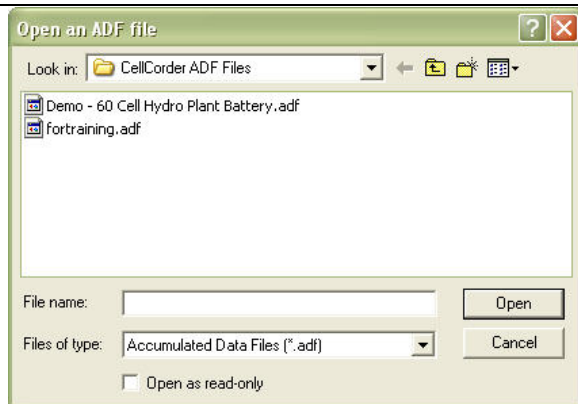 Open an ADF file
Look in: CellCorder ADF Files
Demo - 60 Cell Hydro Plant Battery.adf
fortraining.adf
File name: Open
Files of type: Accumulated Data Files (*.adf) Cancel
Open as read-only